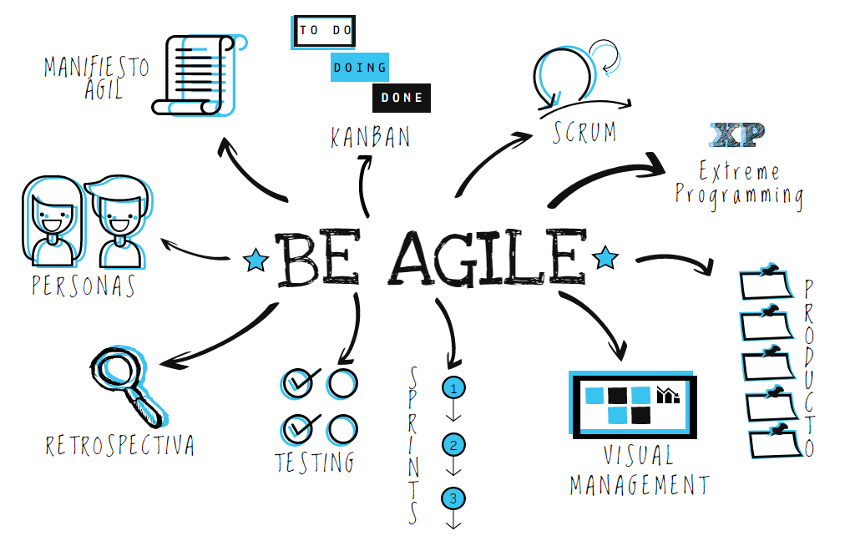 MANIFIESTO
ÁGIL
TO DO
DOING
DONE
KANBAN
SCRUM
XP
Extreme
Programming
PERSONAS
BE AGILE
PRODUCTO
RETROSPECTIVA
TESTING
SPRINTS
1
2
3
VISUAL
MANAGEMENT